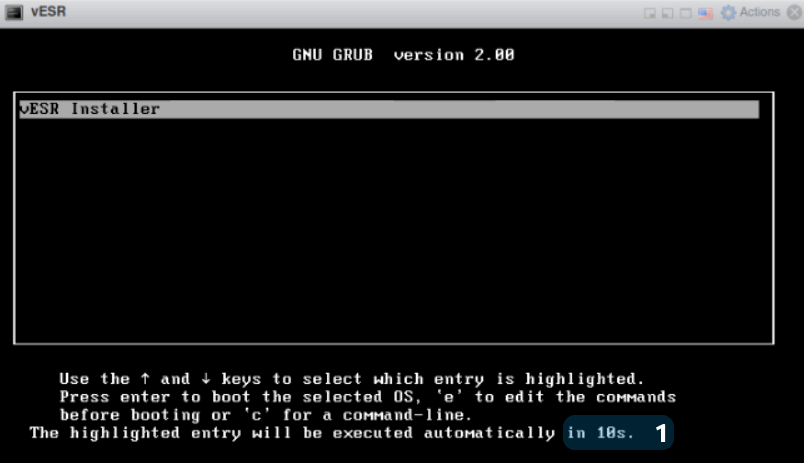 vESR
Actions
GNU GRUB version 2.00
vESR Installer
Use the ↑ and ↓ keys to select which entry is highlighted.
Press enter to boot the selected OS, `e' to edit the commands
before booting or `c' for a command-line.
The highlighted entry will be executed automatically in 10s. 1